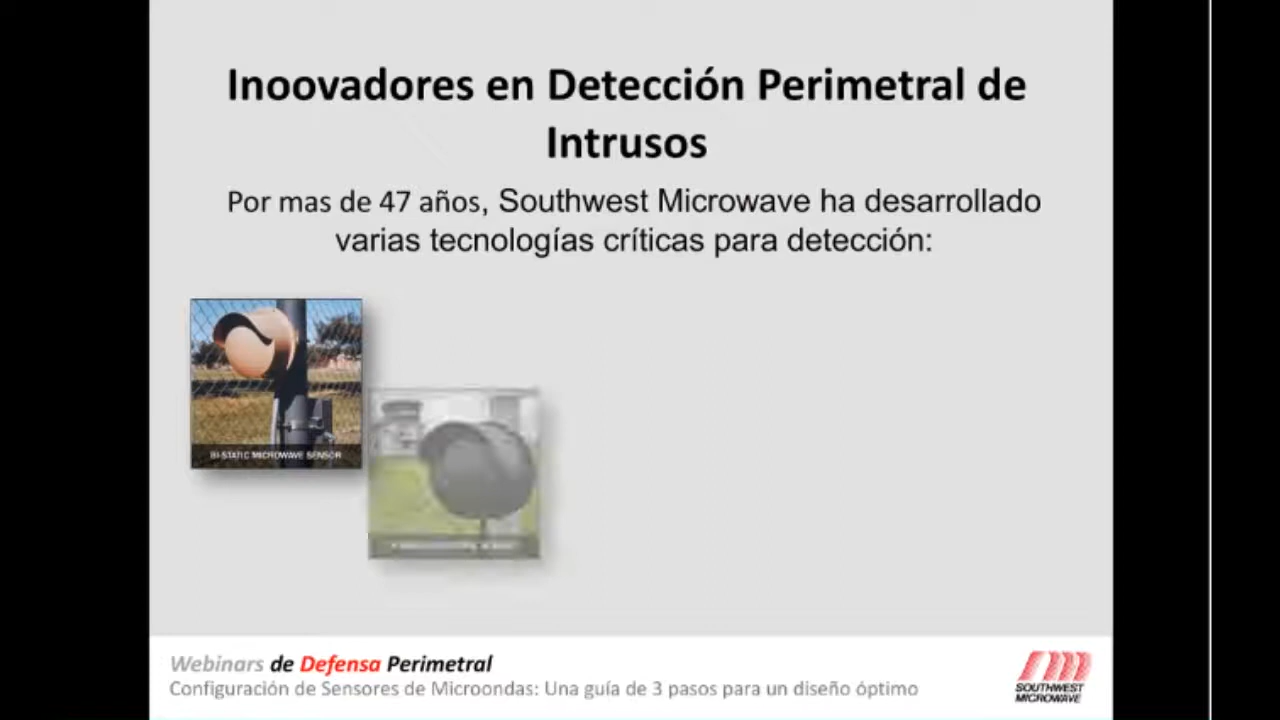 Inoovadores en Detección Perimetral de
Intrusos
Por mas de 47 años, Southwest Microwave ha desarrollado
varias tecnologías críticas para detección:
BI-STATIC MICROWAVE SENSOR
Webinars de Defensa Perimetral
Configuración de Sensores de Microondas: Una guía de 3 pasos para un diseño óptimo
SOUTHWEST
MICROWAVE